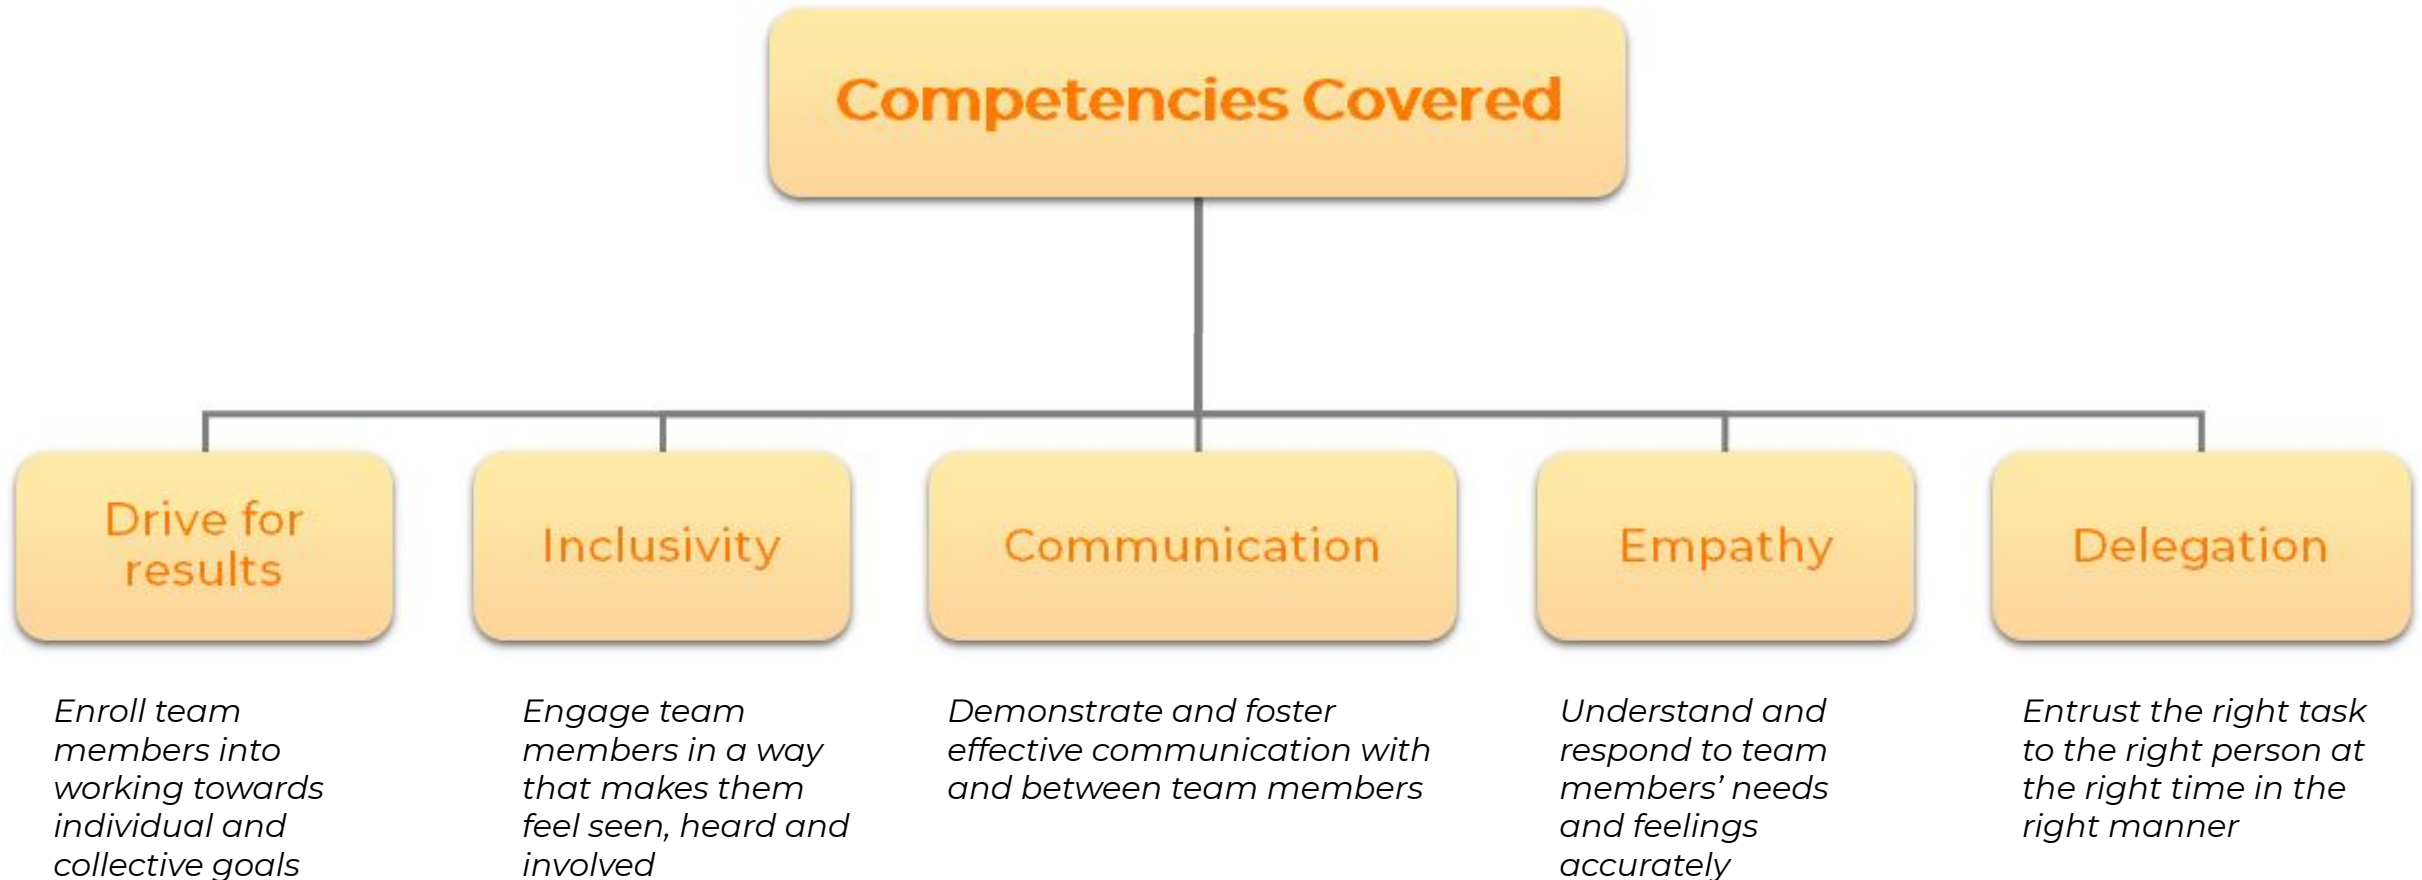 Competencies Covered
Drive for
results
Inclusivity
Communication
Empathy
Delegation
Enroll team
members into
working towards
individual and
collective goals
Engage team
members in a way
that makes them
feel seen, heard and
involved
Demonstrate and foster
effective communication with
and between team members
Understand and
respond to team
members’ needs
and feelings
accurately
Entrust the right task
to the right person at
the right time in the
right manner